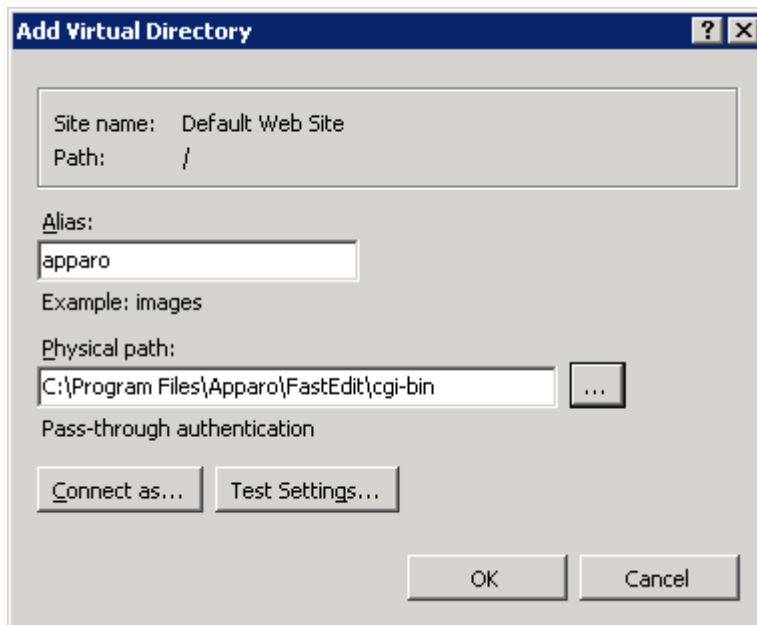 Add Virtual Directory
Site name: Default Web Site
Path: /
Alias:
apparo
Example: images
Physical path:
C:\Program Files\Apparo\FastEdit\cgi-bin
...
Pass-through authentication
Connect as... Test Settings...
OK Cancel